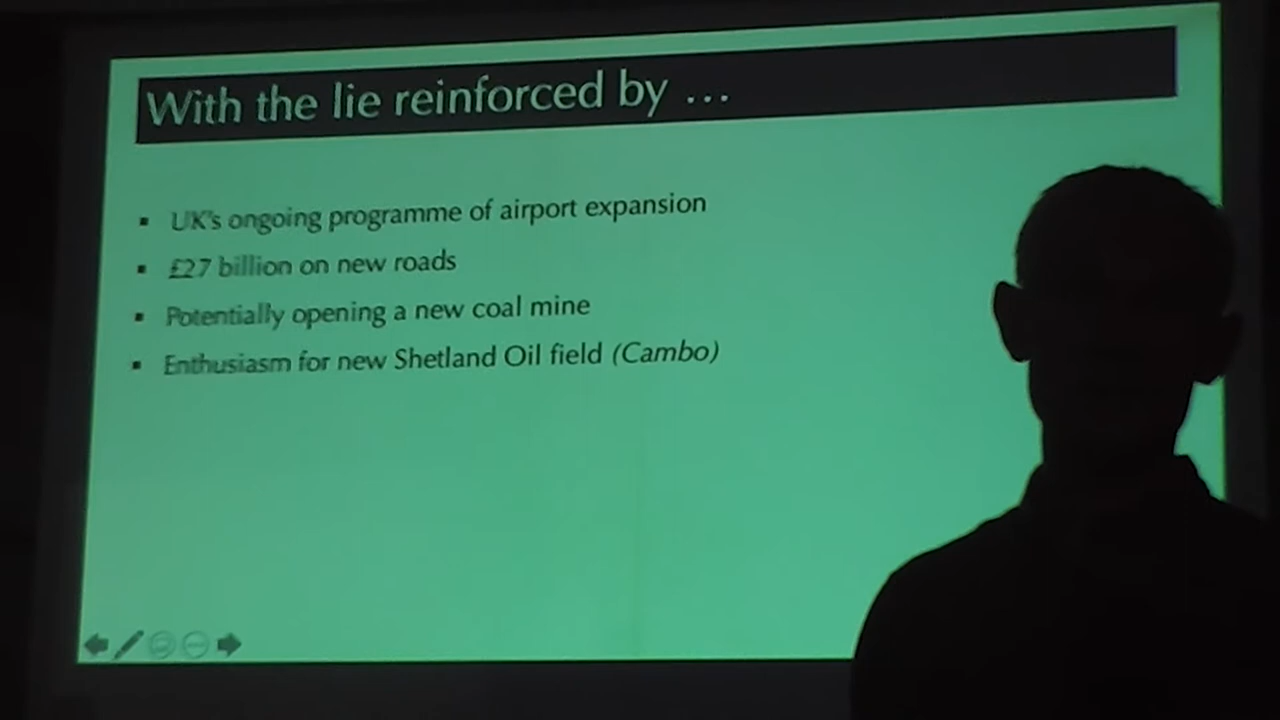 With the lie reinforced by ...
▪ UK's ongoing programme of airport expansion
▪ £27 billion on new roads
▪ Potentially opening a new coal mine
▪ Enthusiasm for new Shetland Oil field (Cambo)